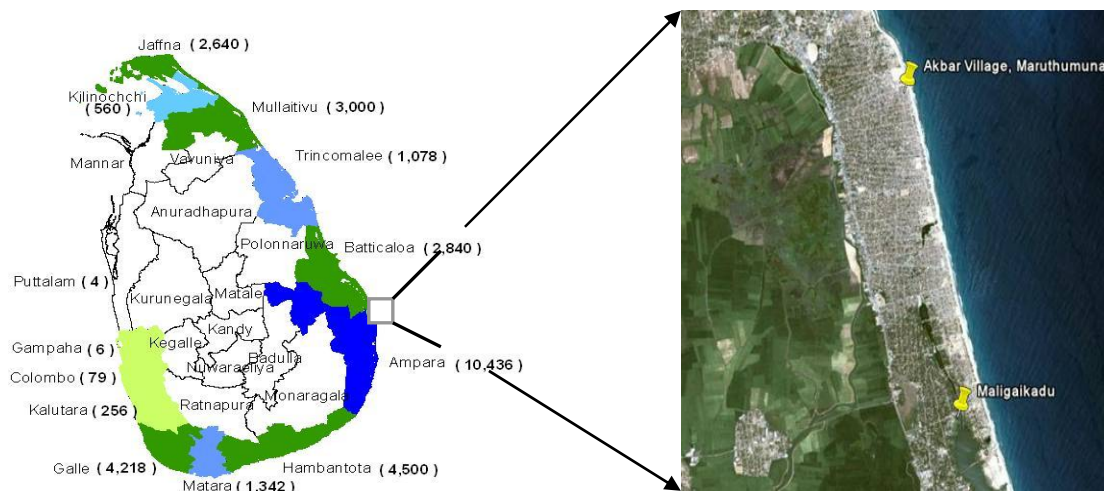 Jaffna ( 2,640 )
Kilinochchi
( 560 )
Mullaitivu ( 3,000 )
Mannar
Vavuniya
Trincomalee ( 1,078 )
Anuradhapura
Polonnaruwa
Batticaloa ( 2,840 )
Puttalam ( 4 )
Kurunegala
Matale
Gampaha ( 6 )
Kandy
Kegalle
Colombo ( 79 )
Nuwaraeliya
Badulla
Ampara ( 10,436 )
Kalutara ( 256 )
Ratnapura
Monaragala
Galle ( 4,218 )
Hambantota ( 4,500 )
Matara ( 1,342 )
Akbar Village, Maruthumuna
Maligaikadu